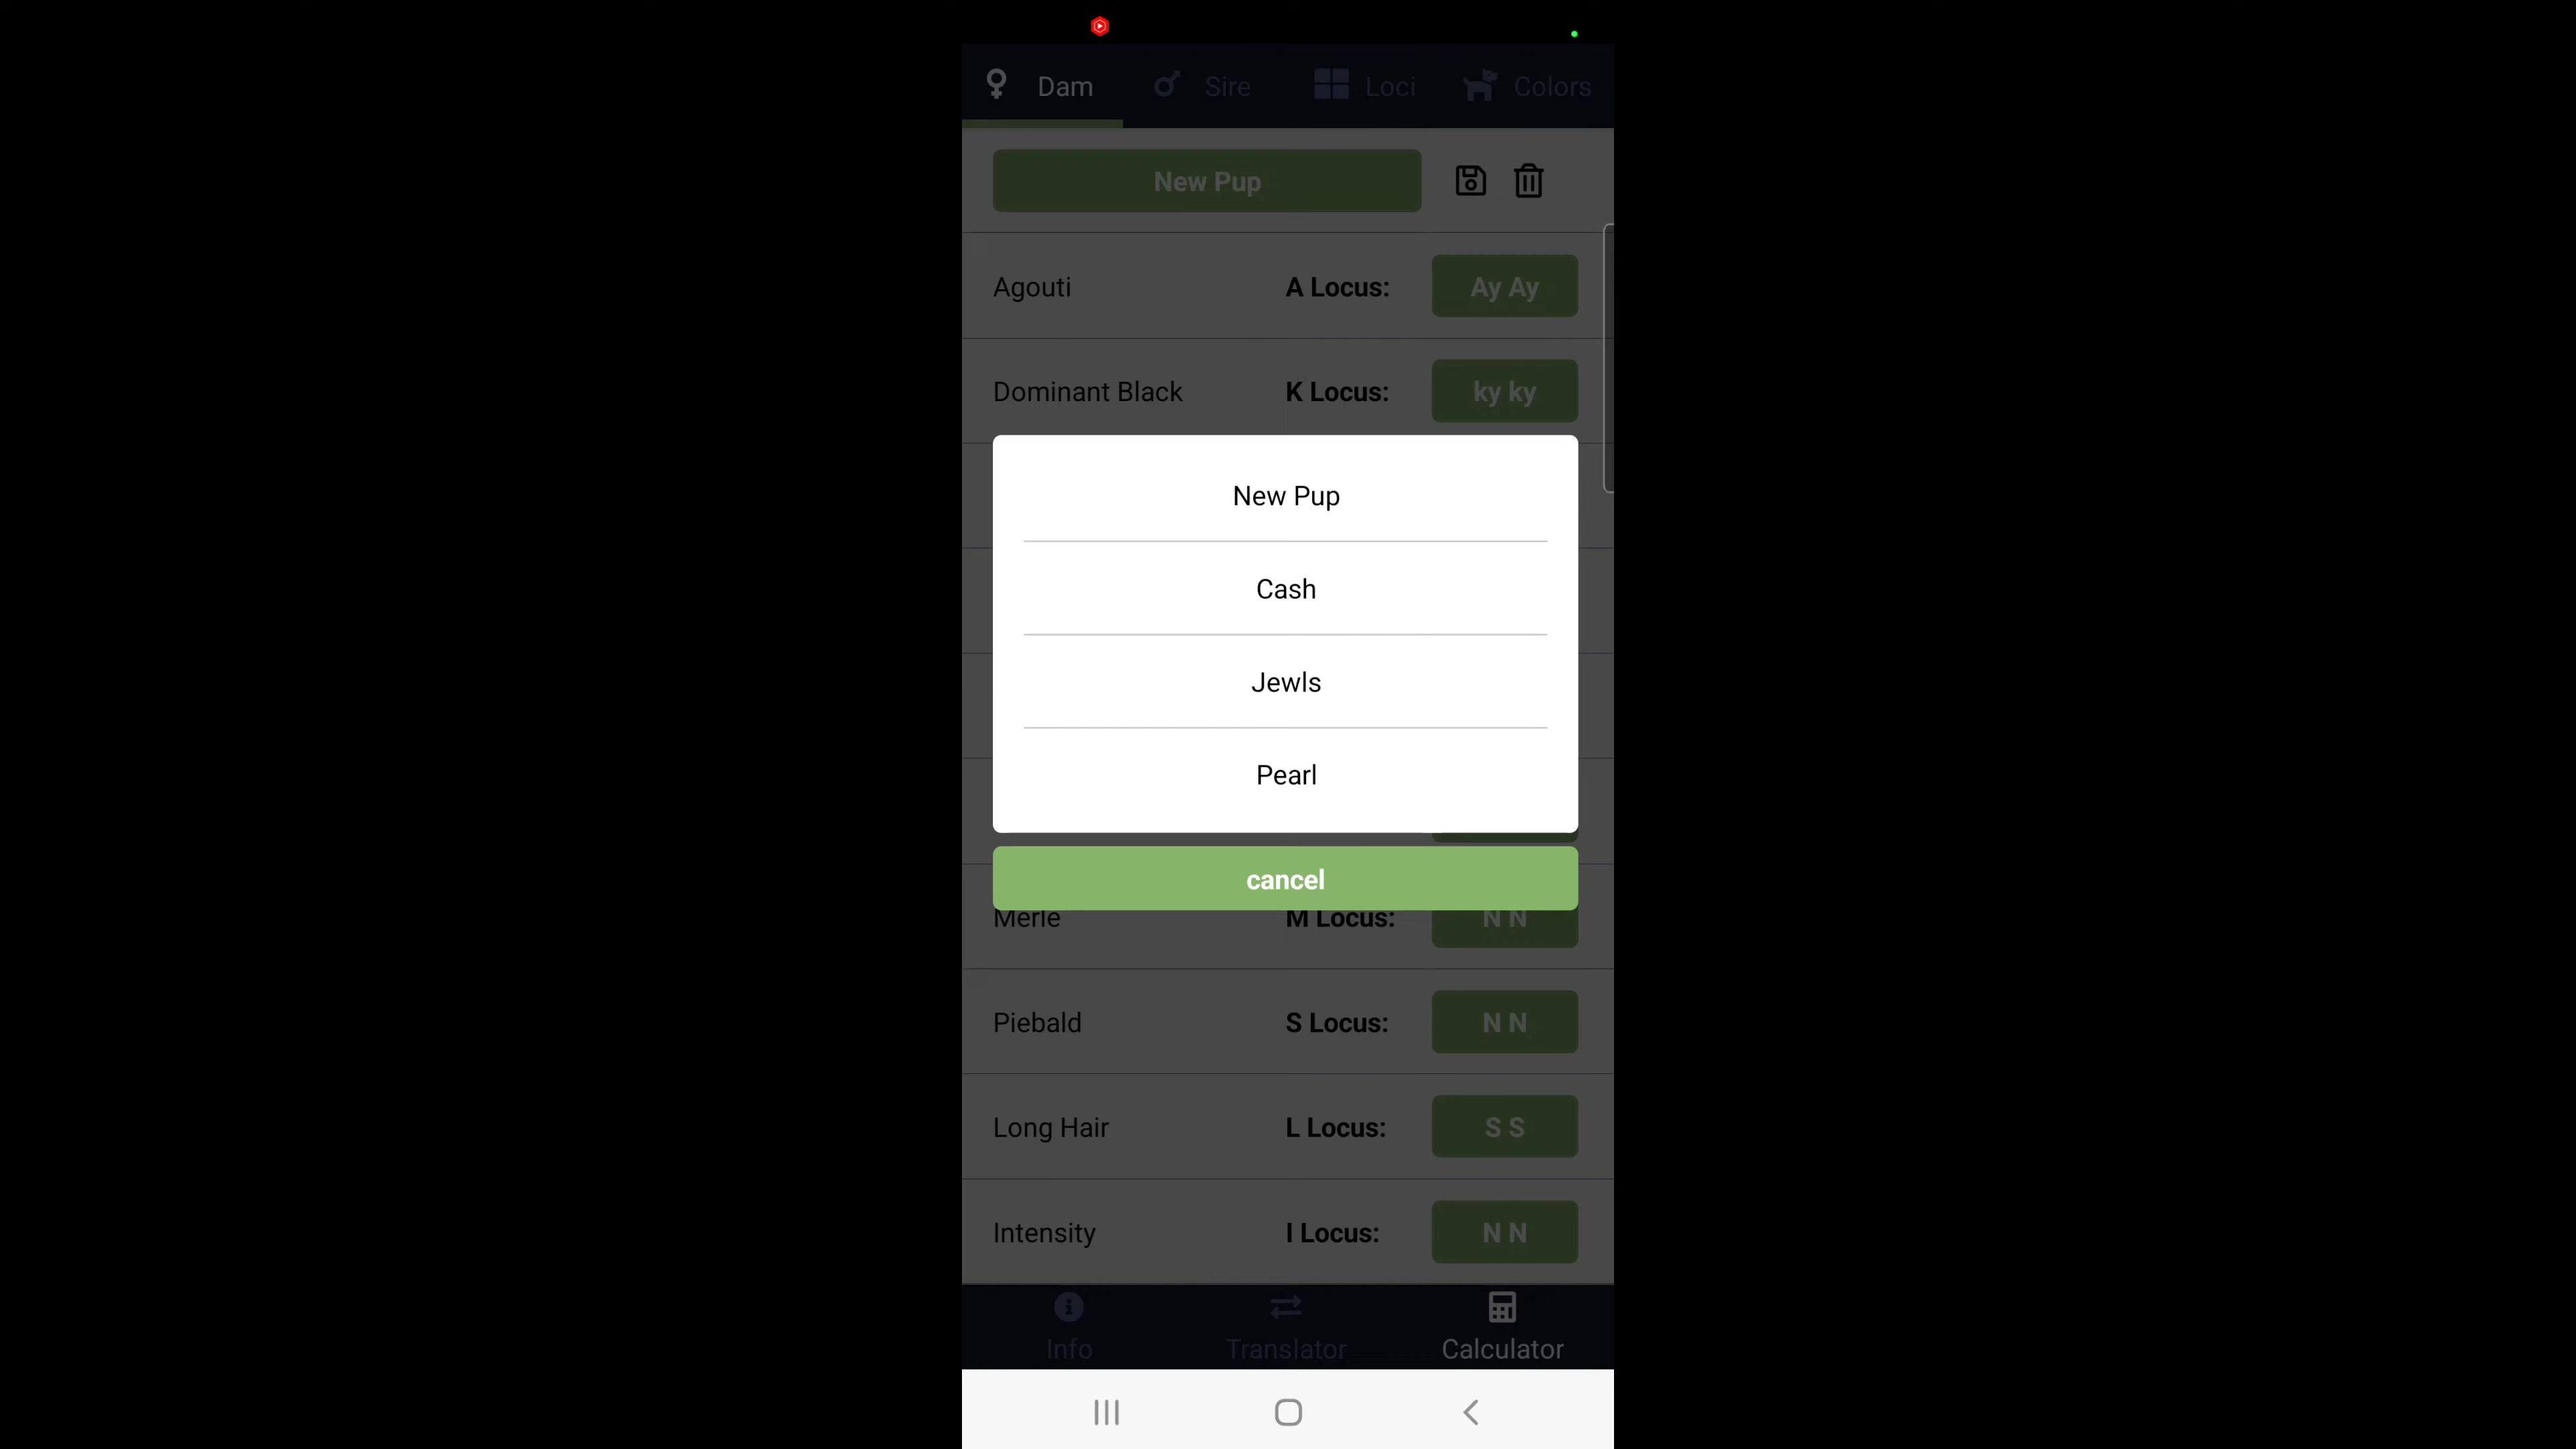 Dam Sire Loci Colors
New Pup
Agouti A Locus: Ay Ay
Dominant Black K Locus: ky ky
New Pup
Cash
Jewls
Pearl
cancel
Merle M Locus: N N
Piebald S Locus: N N
Long Hair L Locus: S S
Intensity I Locus: N N
Info Translator Calculator